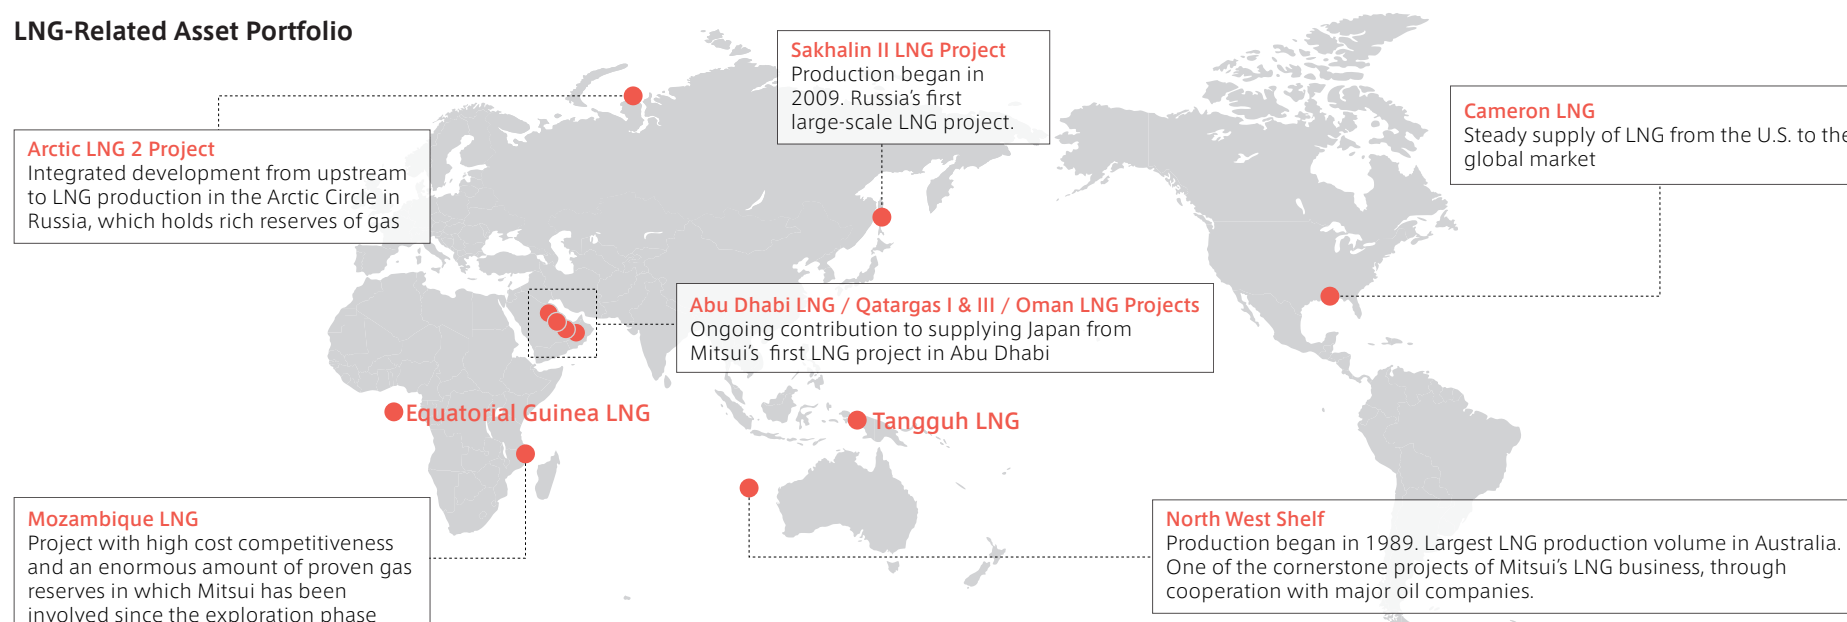 LNG-Related Asset Portfolio
Sakhalin II LNG Project
Production began in
2009. Russia’s first
large-scale LNG project.
Cameron LNG
Steady supply of LNG from the U.S. to the
global market
Arctic LNG 2 Project
Integrated development from upstream
to LNG production in the Arctic Circle in
Russia, which holds rich reserves of gas
Abu Dhabi LNG / Qatargas I & III / Oman LNG Projects
Ongoing contribution to supplying Japan from
Mitsui’s first LNG project in Abu Dhabi
Equatorial Guinea LNG
Tangguh LNG
Mozambique LNG
Project with high cost competitiveness
and an enormous amount of proven gas
reserves in which Mitsui has been
involved since the exploration phase
North West Shelf
Production began in 1989. Largest LNG production volume in Australia.
One of the cornerstone projects of Mitsui’s LNG business, through
cooperation with major oil companies.